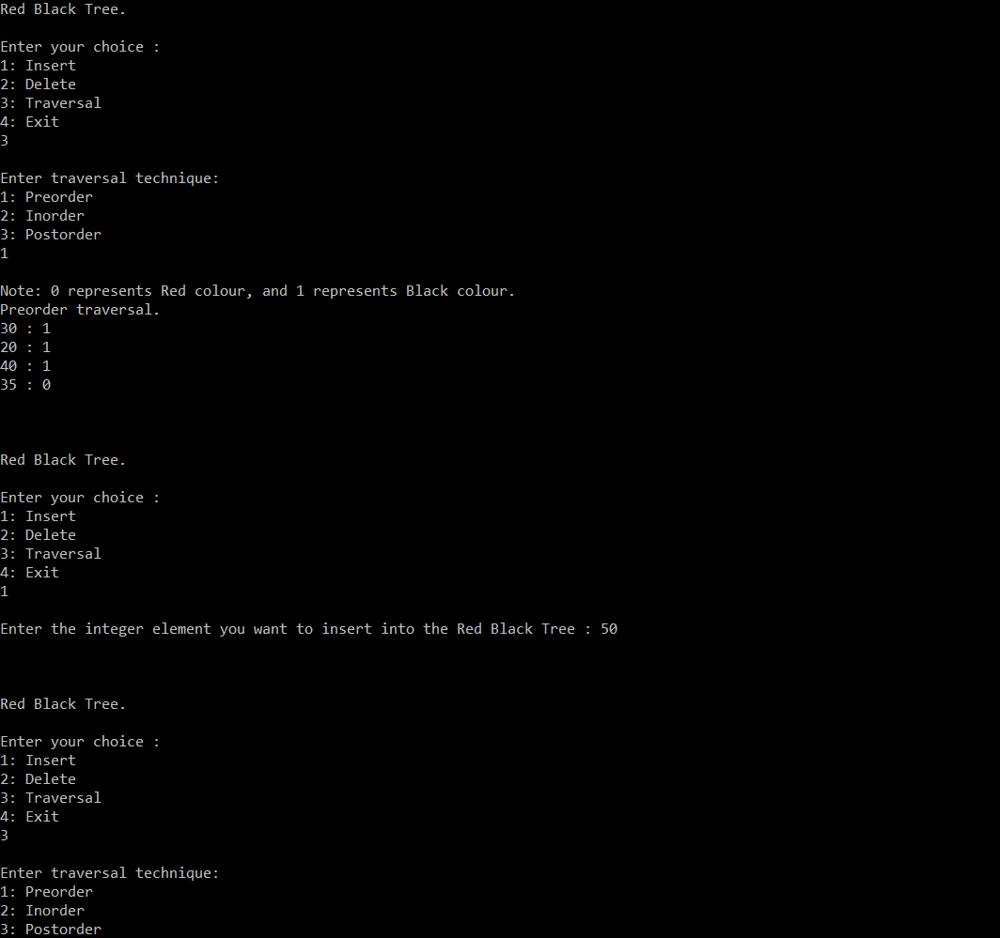 Red Black Tree.
Enter your choice :
1: Insert
2: Delete
3: Traversal
4: Exit
3
Enter traversal technique:
1: Preorder
2: Inorder
3: Postorder
1
Note: 0 represents Red colour, and 1 represents Black colour.
Preorder traversal.
30 : 1
20 : 1
40 : 1
35 : 0
Red Black Tree.
Enter your choice :
1: Insert
2: Delete
3: Traversal
4: Exit
1
Enter the integer element you want to insert into the Red Black Tree : 50
Red Black Tree.
Enter your choice :
1: Insert
2: Delete
3: Traversal
4: Exit
3
Enter traversal technique:
1: Preorder
2: Inorder
3: Postorder